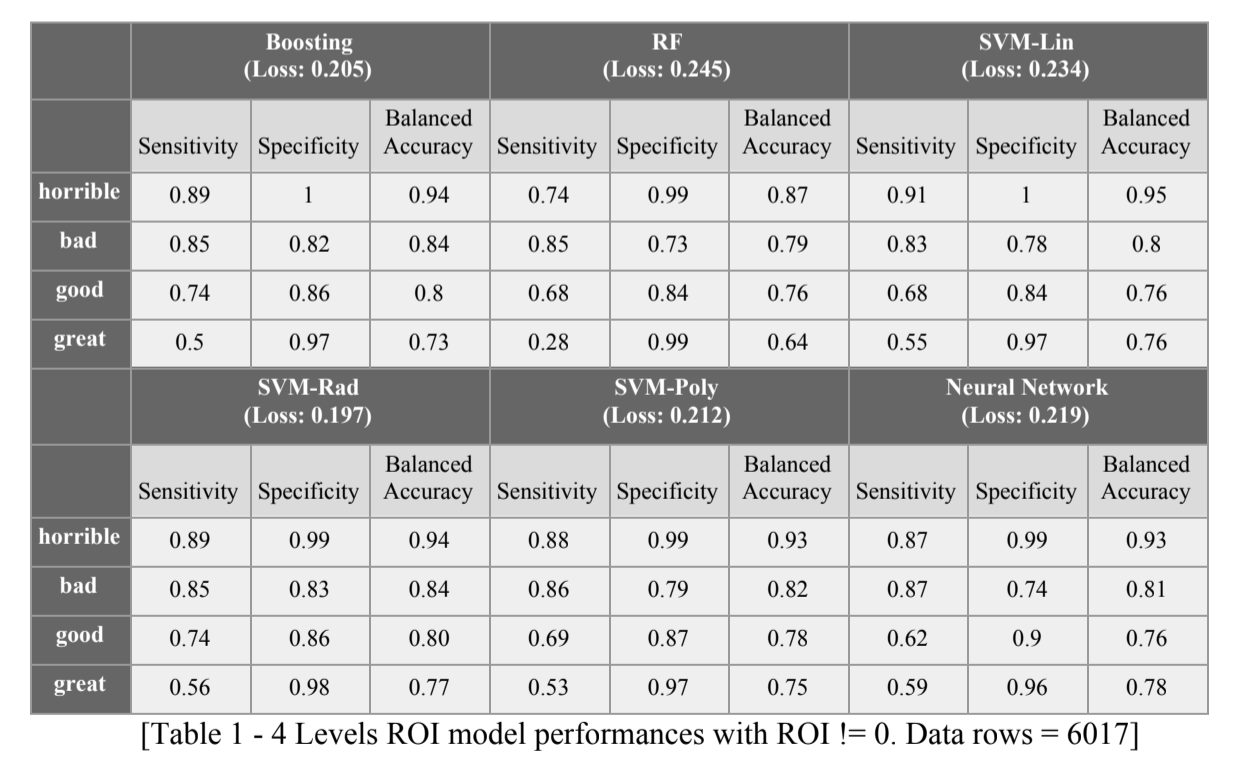 Boosting RF SVM-Lin
(Loss: 0.205) (Loss: 0.245) (Loss: 0.234)
Balanced Balanced Balanced
Sensitivity Specificity Accuracy Sensitivity Specificity Accuracy Sensitivity Specificity Accuracy
horrible 0.89 1 0.94 0.74 0.99 0.87 0.91 1 0.95
bad 0.85 0.82 0.84 0.85 0.73 0.79 0.83 0.78 0.8
good 0.74 0.86 0.8 0.68 0.84 0.76 0.68 0.84 0.76
great 0.5 0.97 0.73 0.28 0.99 0.64 0.55 0.97 0.76
SVM-Rad SVM-Poly Neural Network
(Loss: 0.197) (Loss: 0.212) (Loss: 0.219)
Balanced Balanced Balanced
Sensitivity Specificity Accuracy Sensitivity Specificity Accuracy Sensitivity Specificity Accuracy
horrible 0.89 0.99 0.94 0.88 0.99 0.93 0.87 0.99 0.93
bad 0.85 0.83 0.84 0.86 0.79 0.82 0.87 0.74 0.81
good 0.74 0.86 0.80 0.69 0.87 0.78 0.62 0.9 0.76
great 0.56 0.98 0.77 0.53 0.97 0.75 0.59 0.96 0.78
[Table 1 - 4 Levels ROI model performances with ROI != 0. Data rows = 6017]